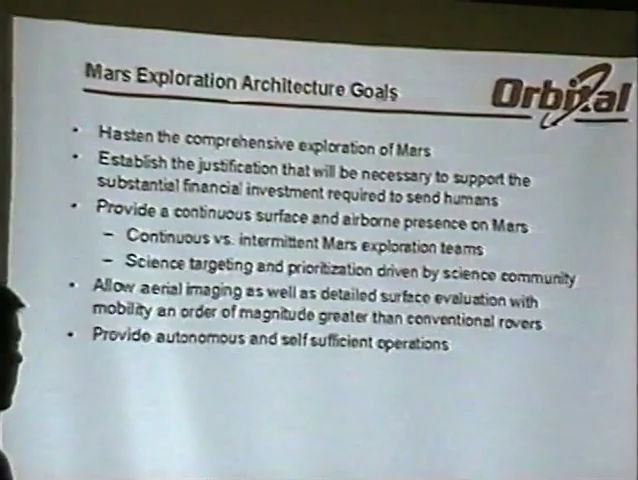 Mars Exploration Architecture Goals
Orbital
• Hasten the comprehensive exploration of Mars
• Establish the justification that will be necessary to support the
substantial financial investment required to send humans
• Provide a continuous surface and airborne presence on Mars
– Continuous vs. intermittent Mars exploration teams
– Science targeting and prioritization driven by science community
• Allow aerial imaging as well as detailed surface evaluation with
mobility an order of magnitude greater than conventional rovers
• Provide autonomous and self sufficient operations